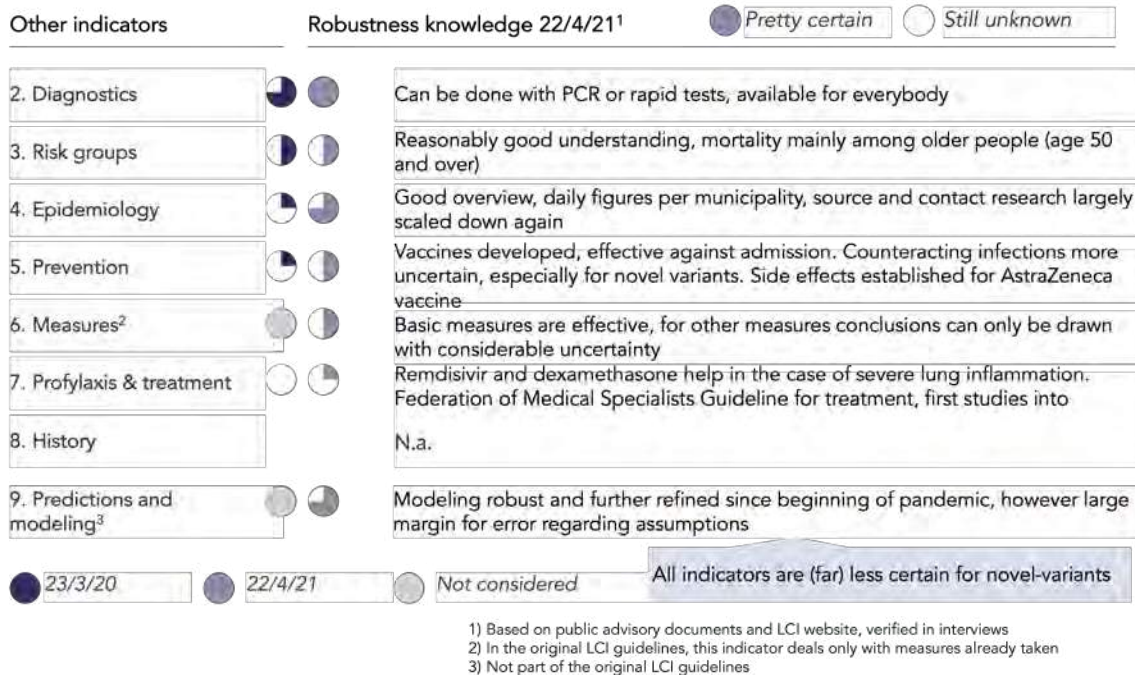 Other indicators
Robustness knowledge 22/4/21¹
Pretty certain
Still unknown
2. Diagnostics
Can be done with PCR or rapid tests, available for everybody
3. Risk groups
Reasonably good understanding, mortality mainly among older people (age 50
and over)
4. Epidemiology
Good overview, daily figures per municipality, source and contact research largely
scaled down again
5. Prevention
Vaccines developed, effective against admission. Counteracting infections more
uncertain, especially for novel variants. Side effects established for AstraZeneca
vaccine
6. Measures²
Basic measures are effective, for other measures conclusions can only be drawn
with considerable uncertainty
7. Profylaxis & treatment
Remdisivir and dexamethasone help in the case of severe lung inflammation.
Federation of Medical Specialists Guideline for treatment, first studies into
8. History
N.a.
9. Predictions and
modeling³
Modeling robust and further refined since beginning of pandemic, however large
margin for error regarding assumptions
23/3/20
22/4/21
Not considered
All indicators are (far) less certain for novel-variants
1) Based on public advisory documents and LCI website, verified in interviews
2) In the original LCI guidelines, this indicator deals only with measures already taken
3) Not part of the original LCI guidelines